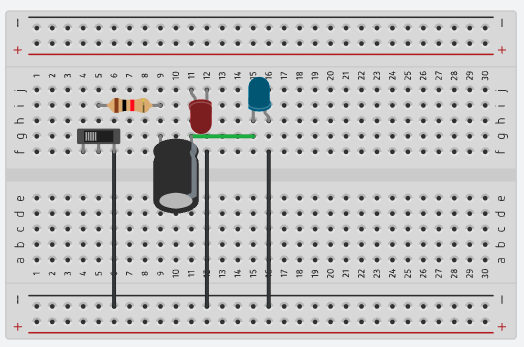 − −
+ +
1 2 3 4 5 6 7 8 9 10 11 12 13 14 15 16 17 18 19 20 21 22 23 24 25 26 27 28 29 30
j j
i i
h h
g g
f f
e e
d d
c c
b b
a a
1 2 3 4 5 6 7 8 9 10 11 12 13 14 15 16 17 18 19 20 21 22 23 24 25 26 27 28 29 30
− −
+ +